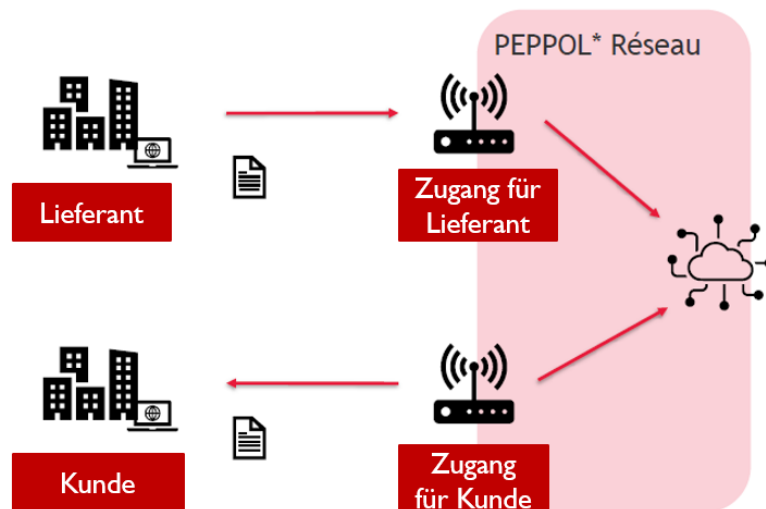 PEPPOL* Réseau
Lieferant
Zugang für
Lieferant
Kunde
Zugang
für Kunde